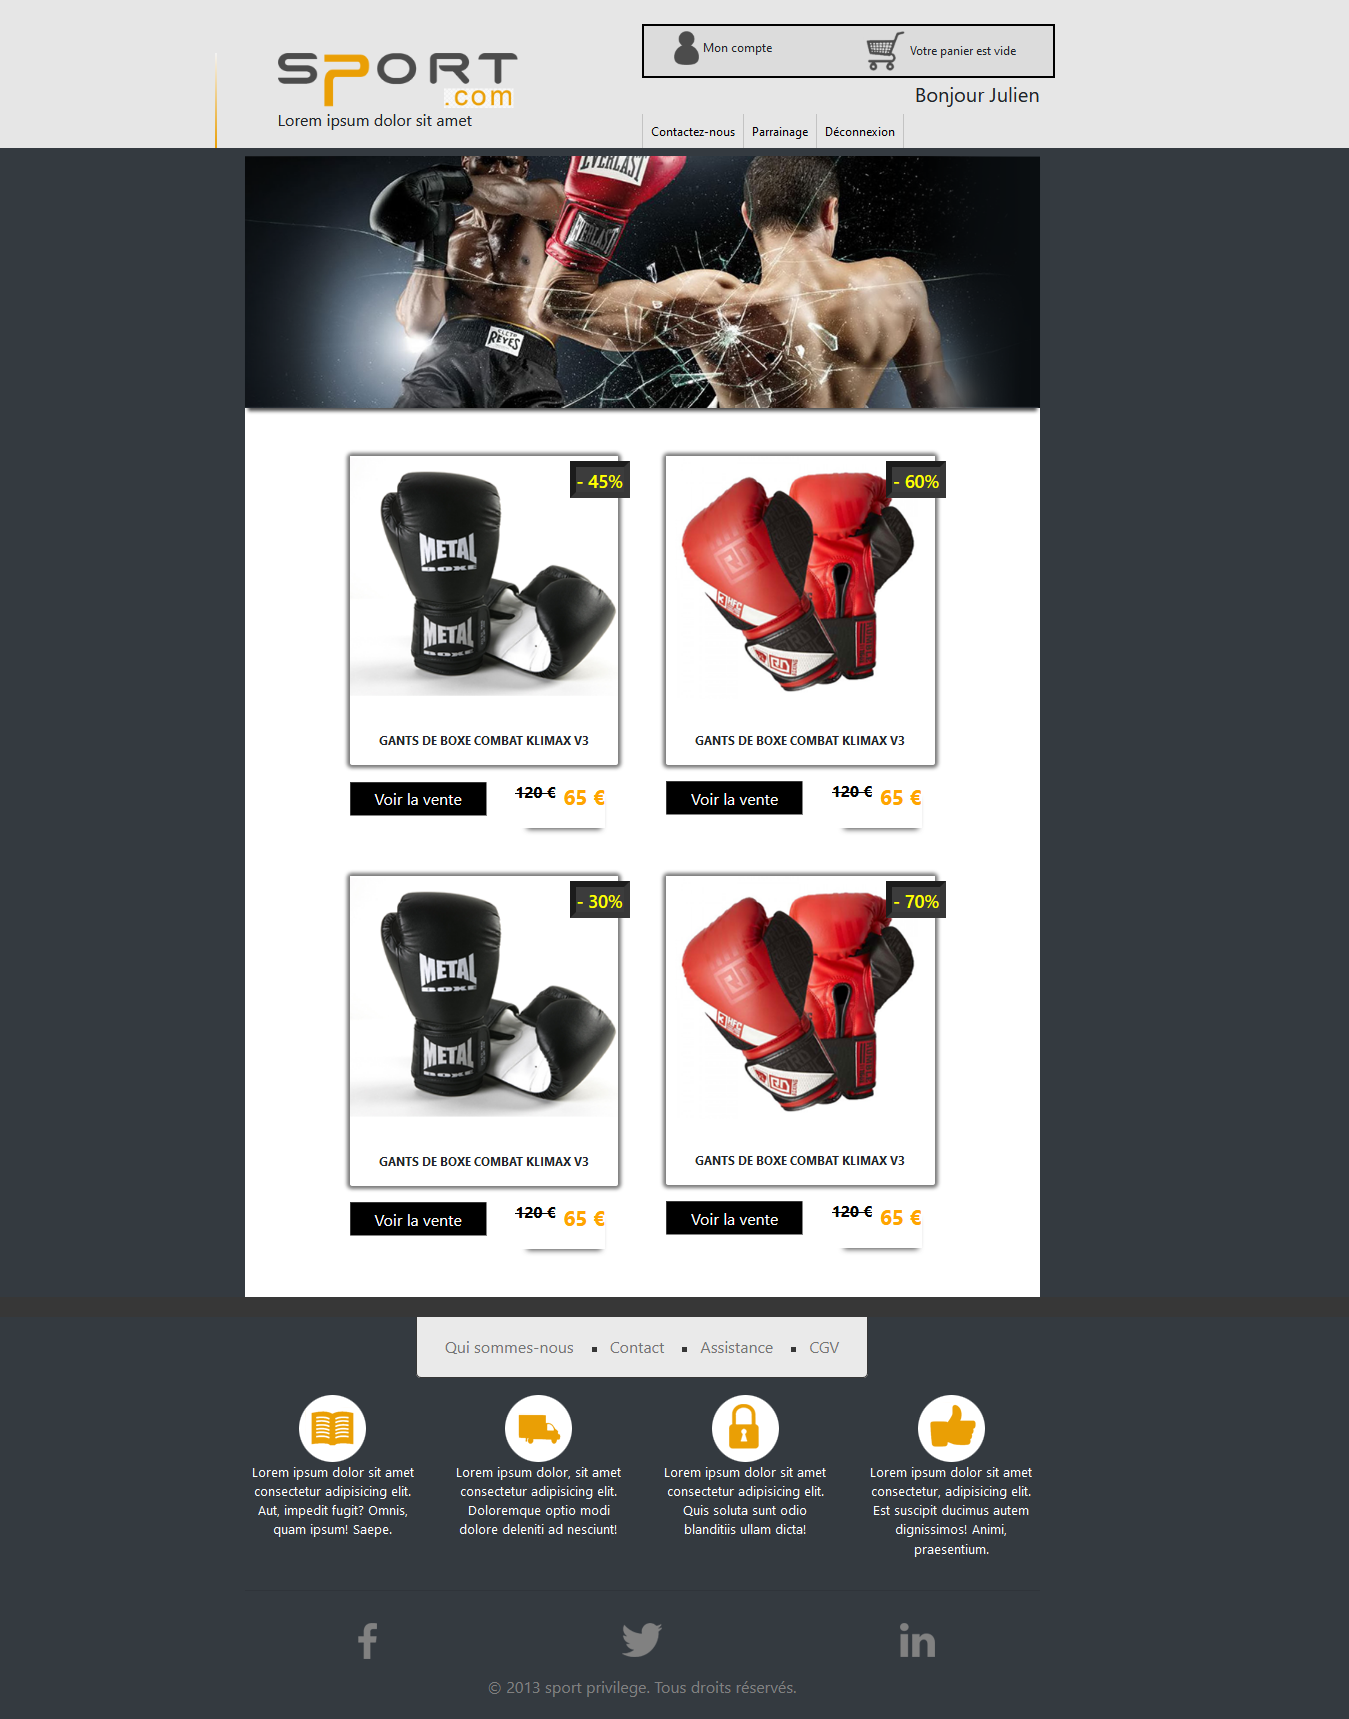 SPORT
.com
Lorem ipsum dolor sit amet
Mon compte
Votre panier est vide
Bonjour Julien
Contactez-nous
Parrainage
Déconnexion
EVERLAST
EVERLAST
CLETO
REYES
- 45%
METAL
BOXE
METAL
BOXE
GANTS DE BOXE COMBAT KLIMAX V3
Voir la vente
120 €
65 €
- 60%
GANTS DE BOXE COMBAT KLIMAX V3
Voir la vente
120 €
65 €
- 30%
METAL
BOXE
METAL
BOXE
GANTS DE BOXE COMBAT KLIMAX V3
Voir la vente
120 €
65 €
- 70%
GANTS DE BOXE COMBAT KLIMAX V3
Voir la vente
120 €
65 €
Qui sommes-nous
Contact
Assistance
CGV
Lorem ipsum dolor sit amet
consectetur adipisicing elit.
Aut, impedit fugit? Omnis,
quam ipsum! Saepe.
Lorem ipsum dolor, sit amet
consectetur adipisicing elit.
Doloremque optio modi
dolore deleniti ad nesciunt!
Lorem ipsum dolor sit amet
consectetur adipisicing elit.
Quis soluta sunt odio
blanditiis ullam dicta!
Lorem ipsum dolor sit amet
consectetur, adipisicing elit.
Est suscipit ducimus autem
dignissimos! Animi,
praesentium.
© 2013 sport privilege. Tous droits réservés.